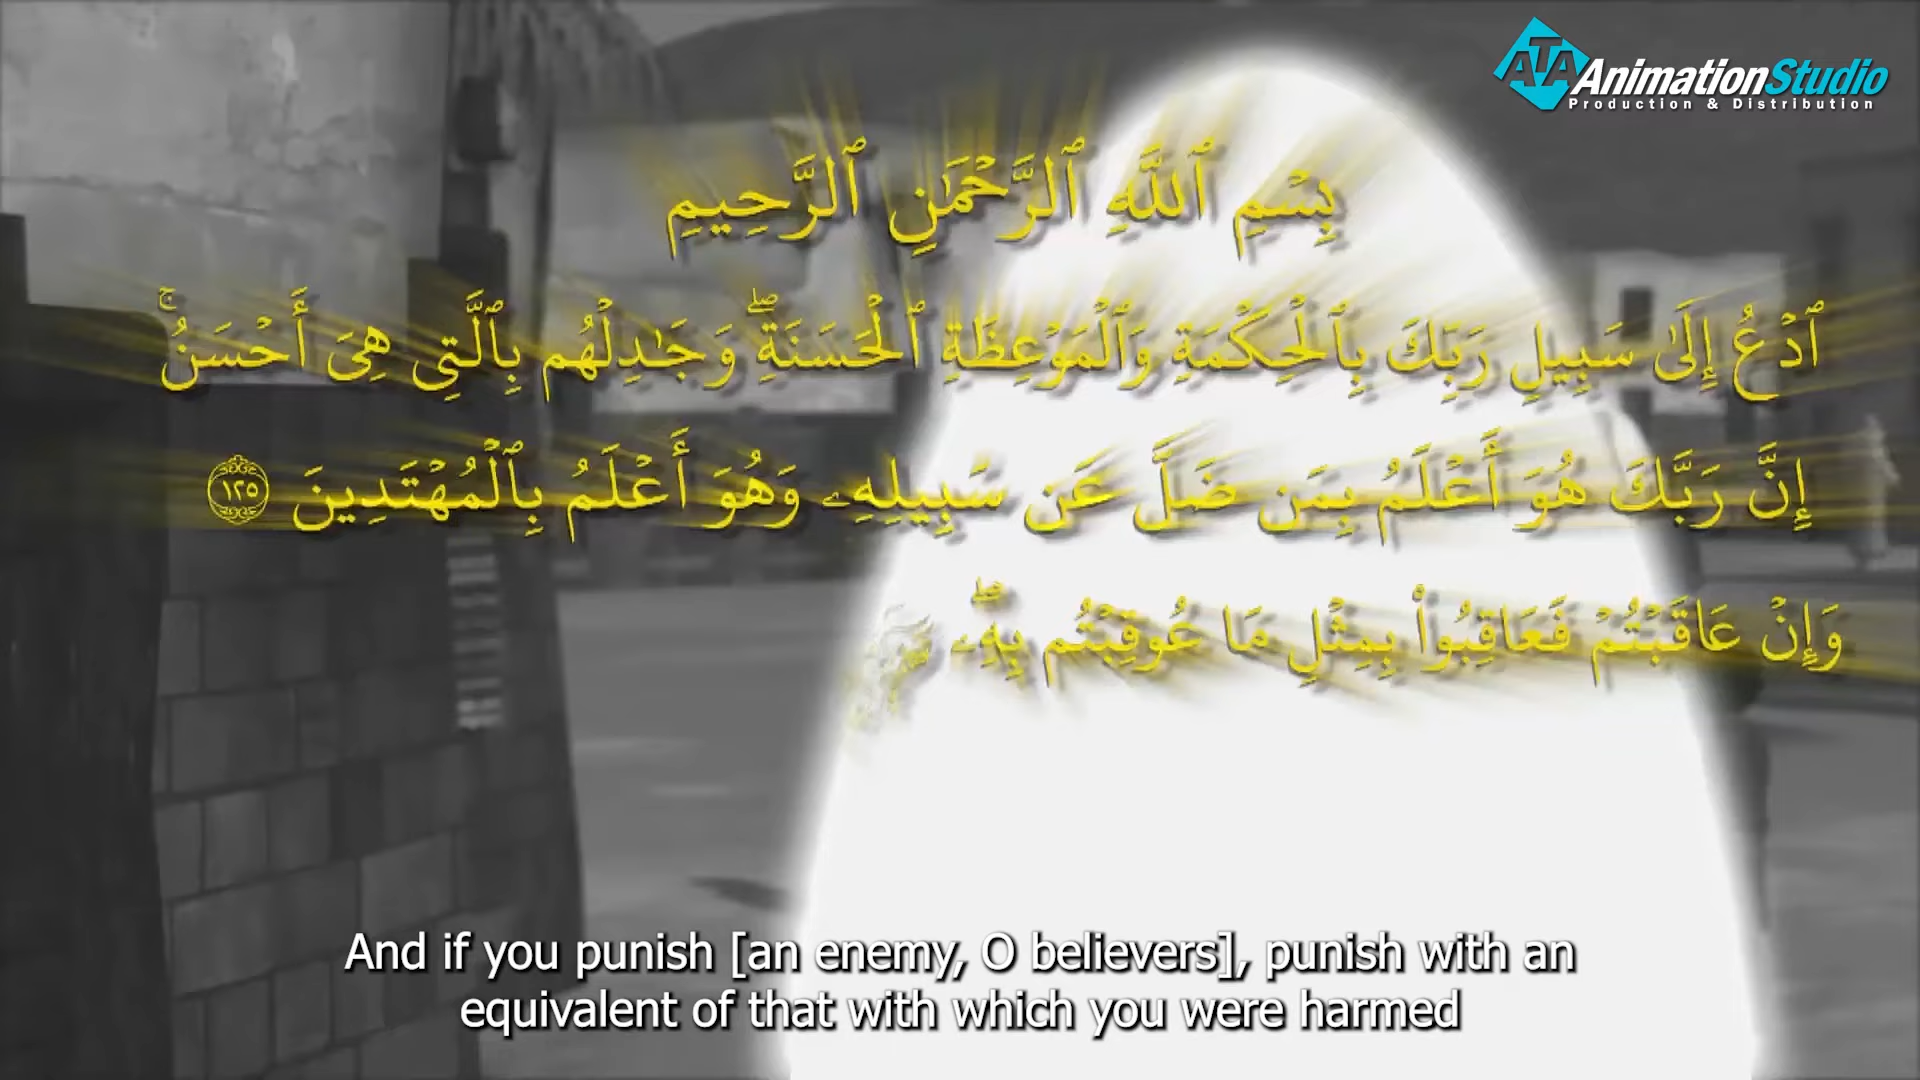 ATA AnimationStudio
Production & Distribution
بِسْمِ ٱللَّهِ ٱلرَّحْمَٰنِ ٱلرَّحِيمِ
ٱدْعُ إِلَىٰ سَبِيلِ رَبِّكَ بِٱلْحِكْمَةِ وَٱلْمَوْعِظَةِ ٱلْحَسَنَةِ ۖ وَجَٰدِلْهُم بِٱلَّتِى هِىَ أَحْسَنُ ۚ
إِنَّ رَبَّكَ هُوَ أَعْلَمُ بِمَن ضَلَّ عَن سَبِيلِهِۦ وَهُوَ أَعْلَمُ بِٱلْمُهْتَدِينَ ١٢٥
وَإِنْ عَاقَبْتُمْ فَعَاقِبُوا۟ بِمِثْلِ مَا عُوقِبْتُم بِهِۦ ۖ
And if you punish [an enemy, O believers], punish with an
equivalent of that with which you were harmed